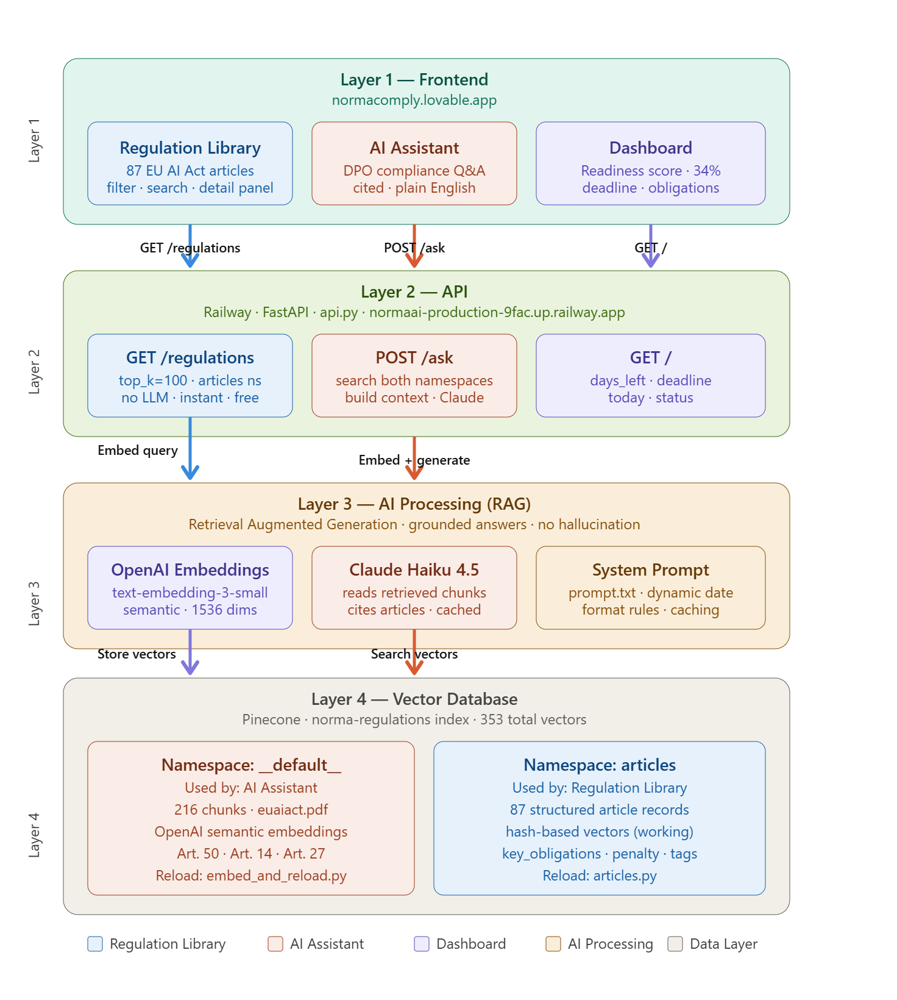 Layer 1 — Frontend
normacomply.lovable.app
Layer 1
Regulation Library
87 EU AI Act articles
filter · search · detail panel
AI Assistant
DPO compliance Q&A
cited · plain English
Dashboard
Readiness score · 34%
deadline · obligations
GET /regulations
POST /ask
GET /
Layer 2 — API
Railway · FastAPI · api.py · normaai-production-9fac.up.railway.app
Layer 2
GET /regulations
top_k=100 · articles ns
no LLM · instant · free
POST /ask
search both namespaces
build context · Claude
GET /
days_left · deadline
today · status
Embed query
Embed + generate
Layer 3 — AI Processing (RAG)
Retrieval Augmented Generation · grounded answers · no hallucination
Layer 3
OpenAI Embeddings
text-embedding-3-small
semantic · 1536 dims
Claude Haiku 4.5
reads retrieved chunks
cites articles · cached
System Prompt
prompt.txt · dynamic date
format rules · caching
Store vectors
Search vectors
Layer 4 — Vector Database
Pinecone · norma-regulations index · 353 total vectors
Layer 4
Namespace: __default__
Used by: AI Assistant
216 chunks · euaiact.pdf
OpenAI semantic embeddings
Art. 50 · Art. 14 · Art. 27
Reload: embed_and_reload.py
Namespace: articles
Used by: Regulation Library
87 structured article records
hash-based vectors (working)
key_obligations · penalty · tags
Reload: articles.py
Regulation Library
AI Assistant
Dashboard
AI Processing
Data Layer